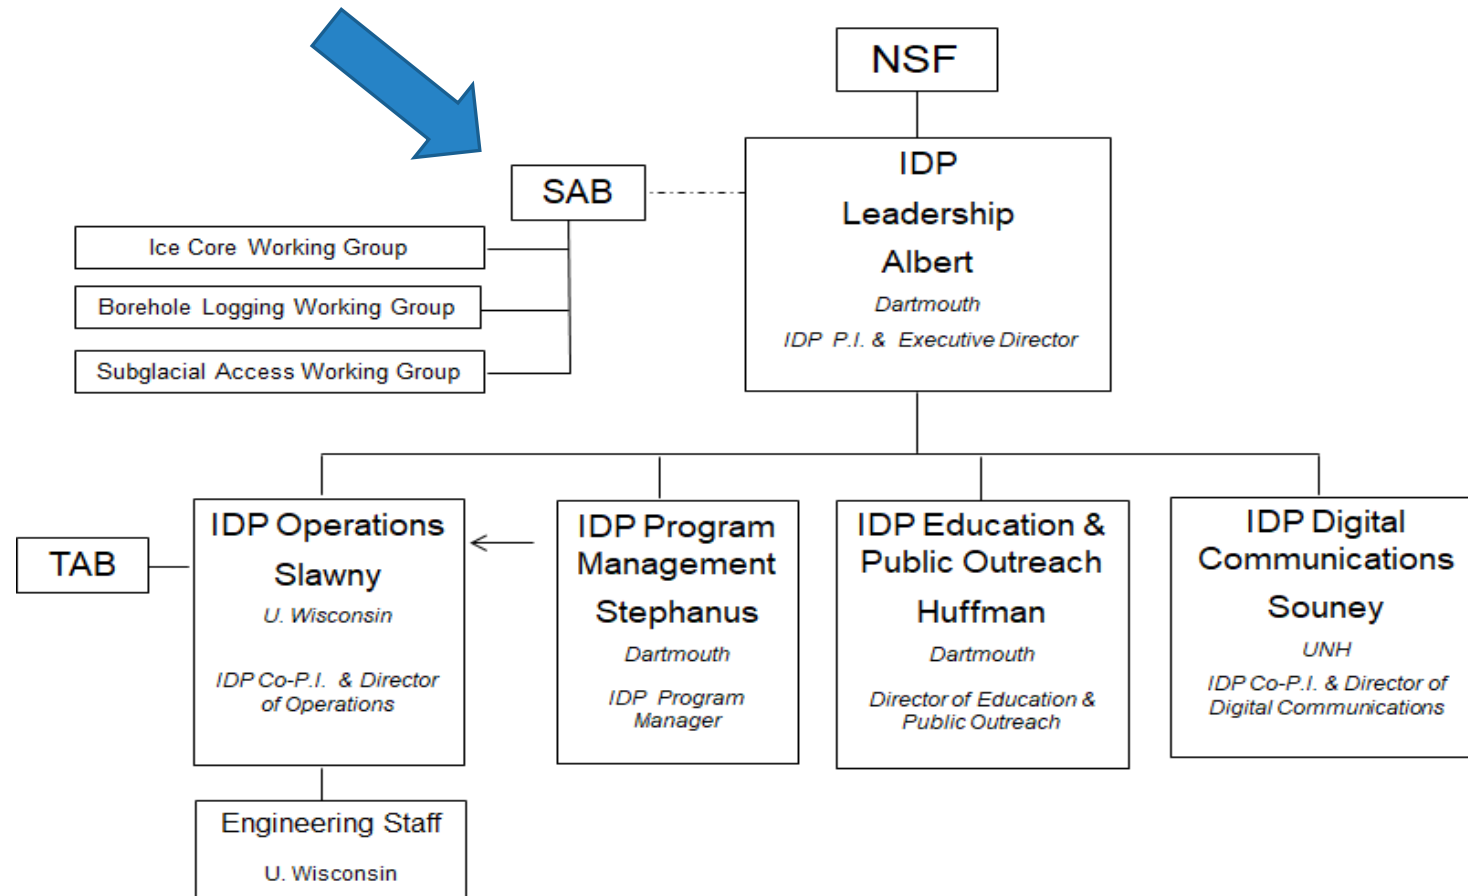 NSF
IDP
Leadership
Albert
Dartmouth
IDP P.I. & Executive Director
SAB
Ice Core Working Group
Borehole Logging Working Group
Subglacial Access Working Group
TAB
IDP Operations
Slawny
U. Wisconsin
IDP Co-P.I. & Director
of Operations
Engineering Staff
U. Wisconsin
IDP Program
Management
Stephanus
Dartmouth
IDP Program
Manager
IDP Education &
Public Outreach
Huffman
Dartmouth
Director of Education &
Public Outreach
IDP Digital
Communications
Souney
UNH
IDP Co-P.I. & Director of
Digital Communications